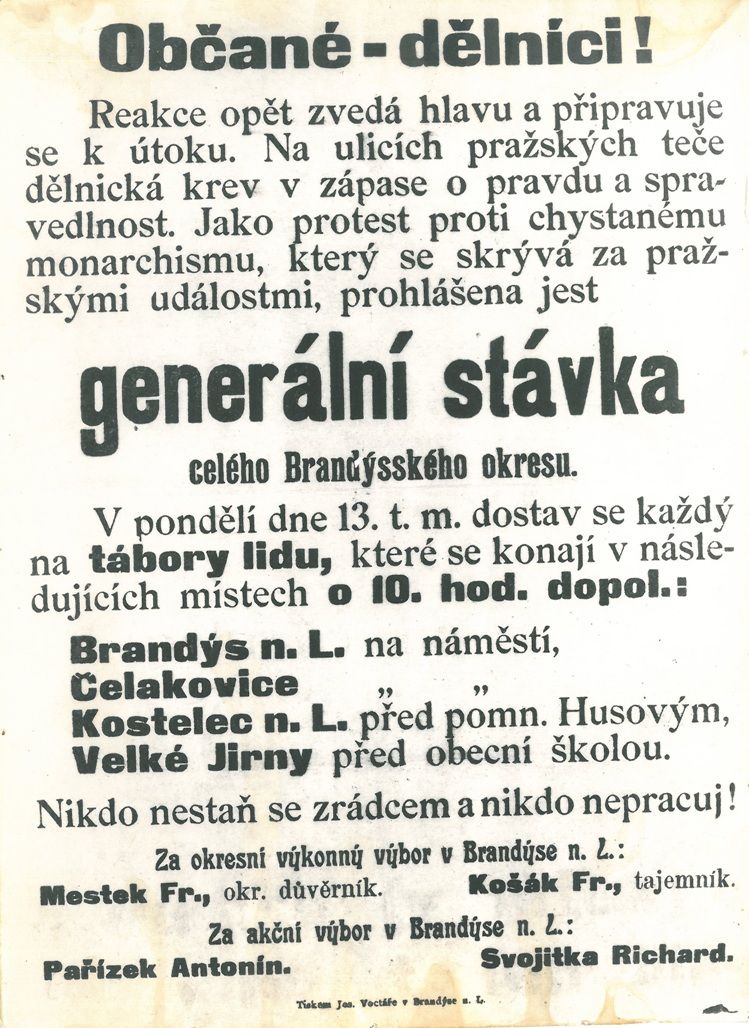 Občané - dělníci!
Reakce opět zvedá hlavu a připravuje
se k útoku. Na ulicích pražských teče
dělnická krev v zápase o pravdu a spra-
vedlnost. Jako protest proti chystanému
monarchismu, který se skrývá za praž-
skými událostmi, prohlášena jest
generální stávka
celého Brandýsského okresu.
V pondělí dne 13. t. m. dostav se každý
na tábory lidu, které se konají v násle-
dujících místech o 10. hod. dopol.:
Brandýs n. L. na náměstí,
Čelakovice „ „
Kostelec n. L. před pomn. Husovým,
Velké Jirny před obecní školou.
Nikdo nestaň se zrádcem a nikdo nepracuj!
Za okresní výkonný výbor v Brandýse n. L.:
Mestek Fr., okr. důvěrník. Košák Fr., tajemník.
Za akční výbor v Brandýse n. L.:
Pařízek Antonín. Svojitka Richard.
Tiskem Jos. Voctáře v Brandýse n. L.